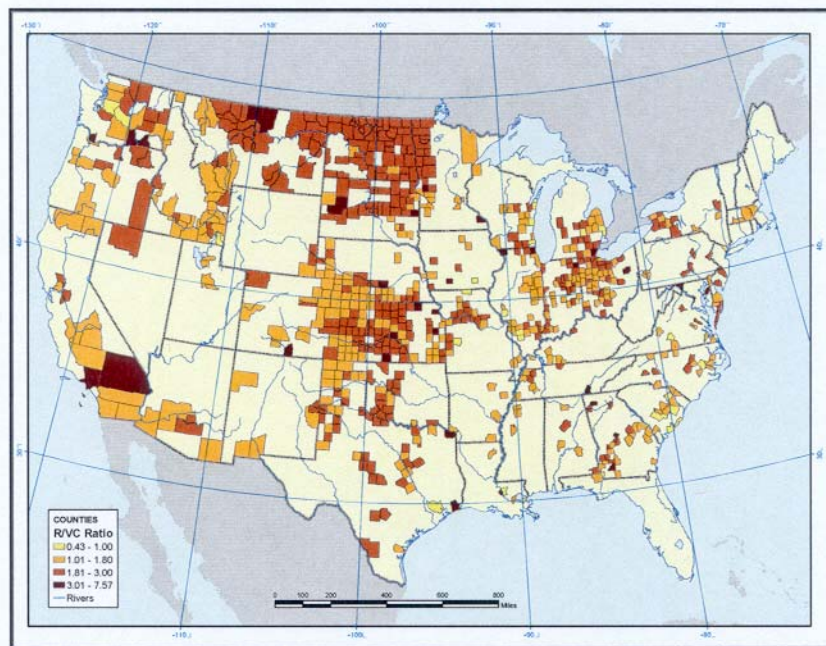 -130° -120° -110° -100° -90° -80° -70°
40°
40°
30°
30°
COUNTIES
R/VC Ratio
0.43 - 1.00
1.01 - 1.80
1.81 - 3.00
3.01 - 7.57
Rivers
0 100 200 400 600 800
Miles
-110° -100° -90° -80°